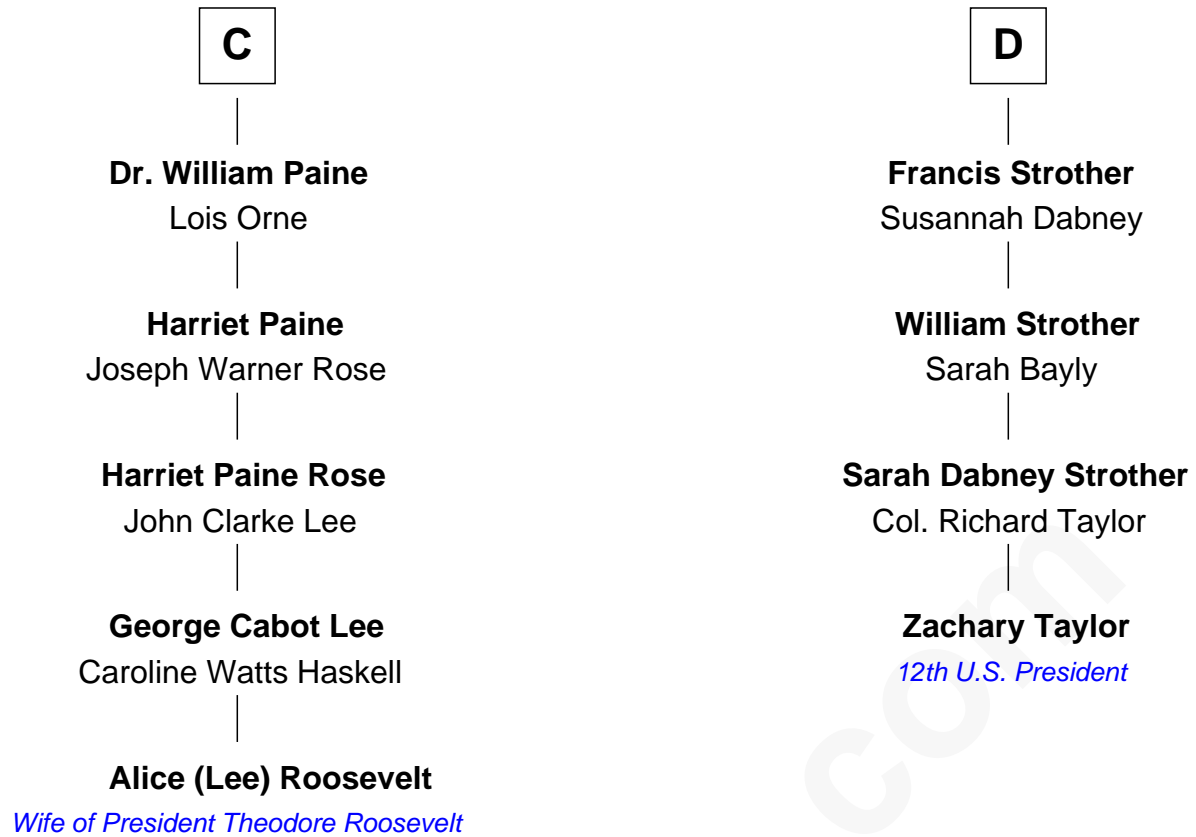 C
Dr. William Paine
Lois Orne
Harriet Paine
Joseph Warner Rose
Harriet Paine Rose
John Clarke Lee
George Cabot Lee
Caroline Watts Haskell
Alice (Lee) Roosevelt
Wife of President Theodore Roosevelt
D
Francis Strother
Susannah Dabney
William Strother
Sarah Bayly
Sarah Dabney Strother
Col. Richard Taylor
Zachary Taylor
12th U.S. President
com